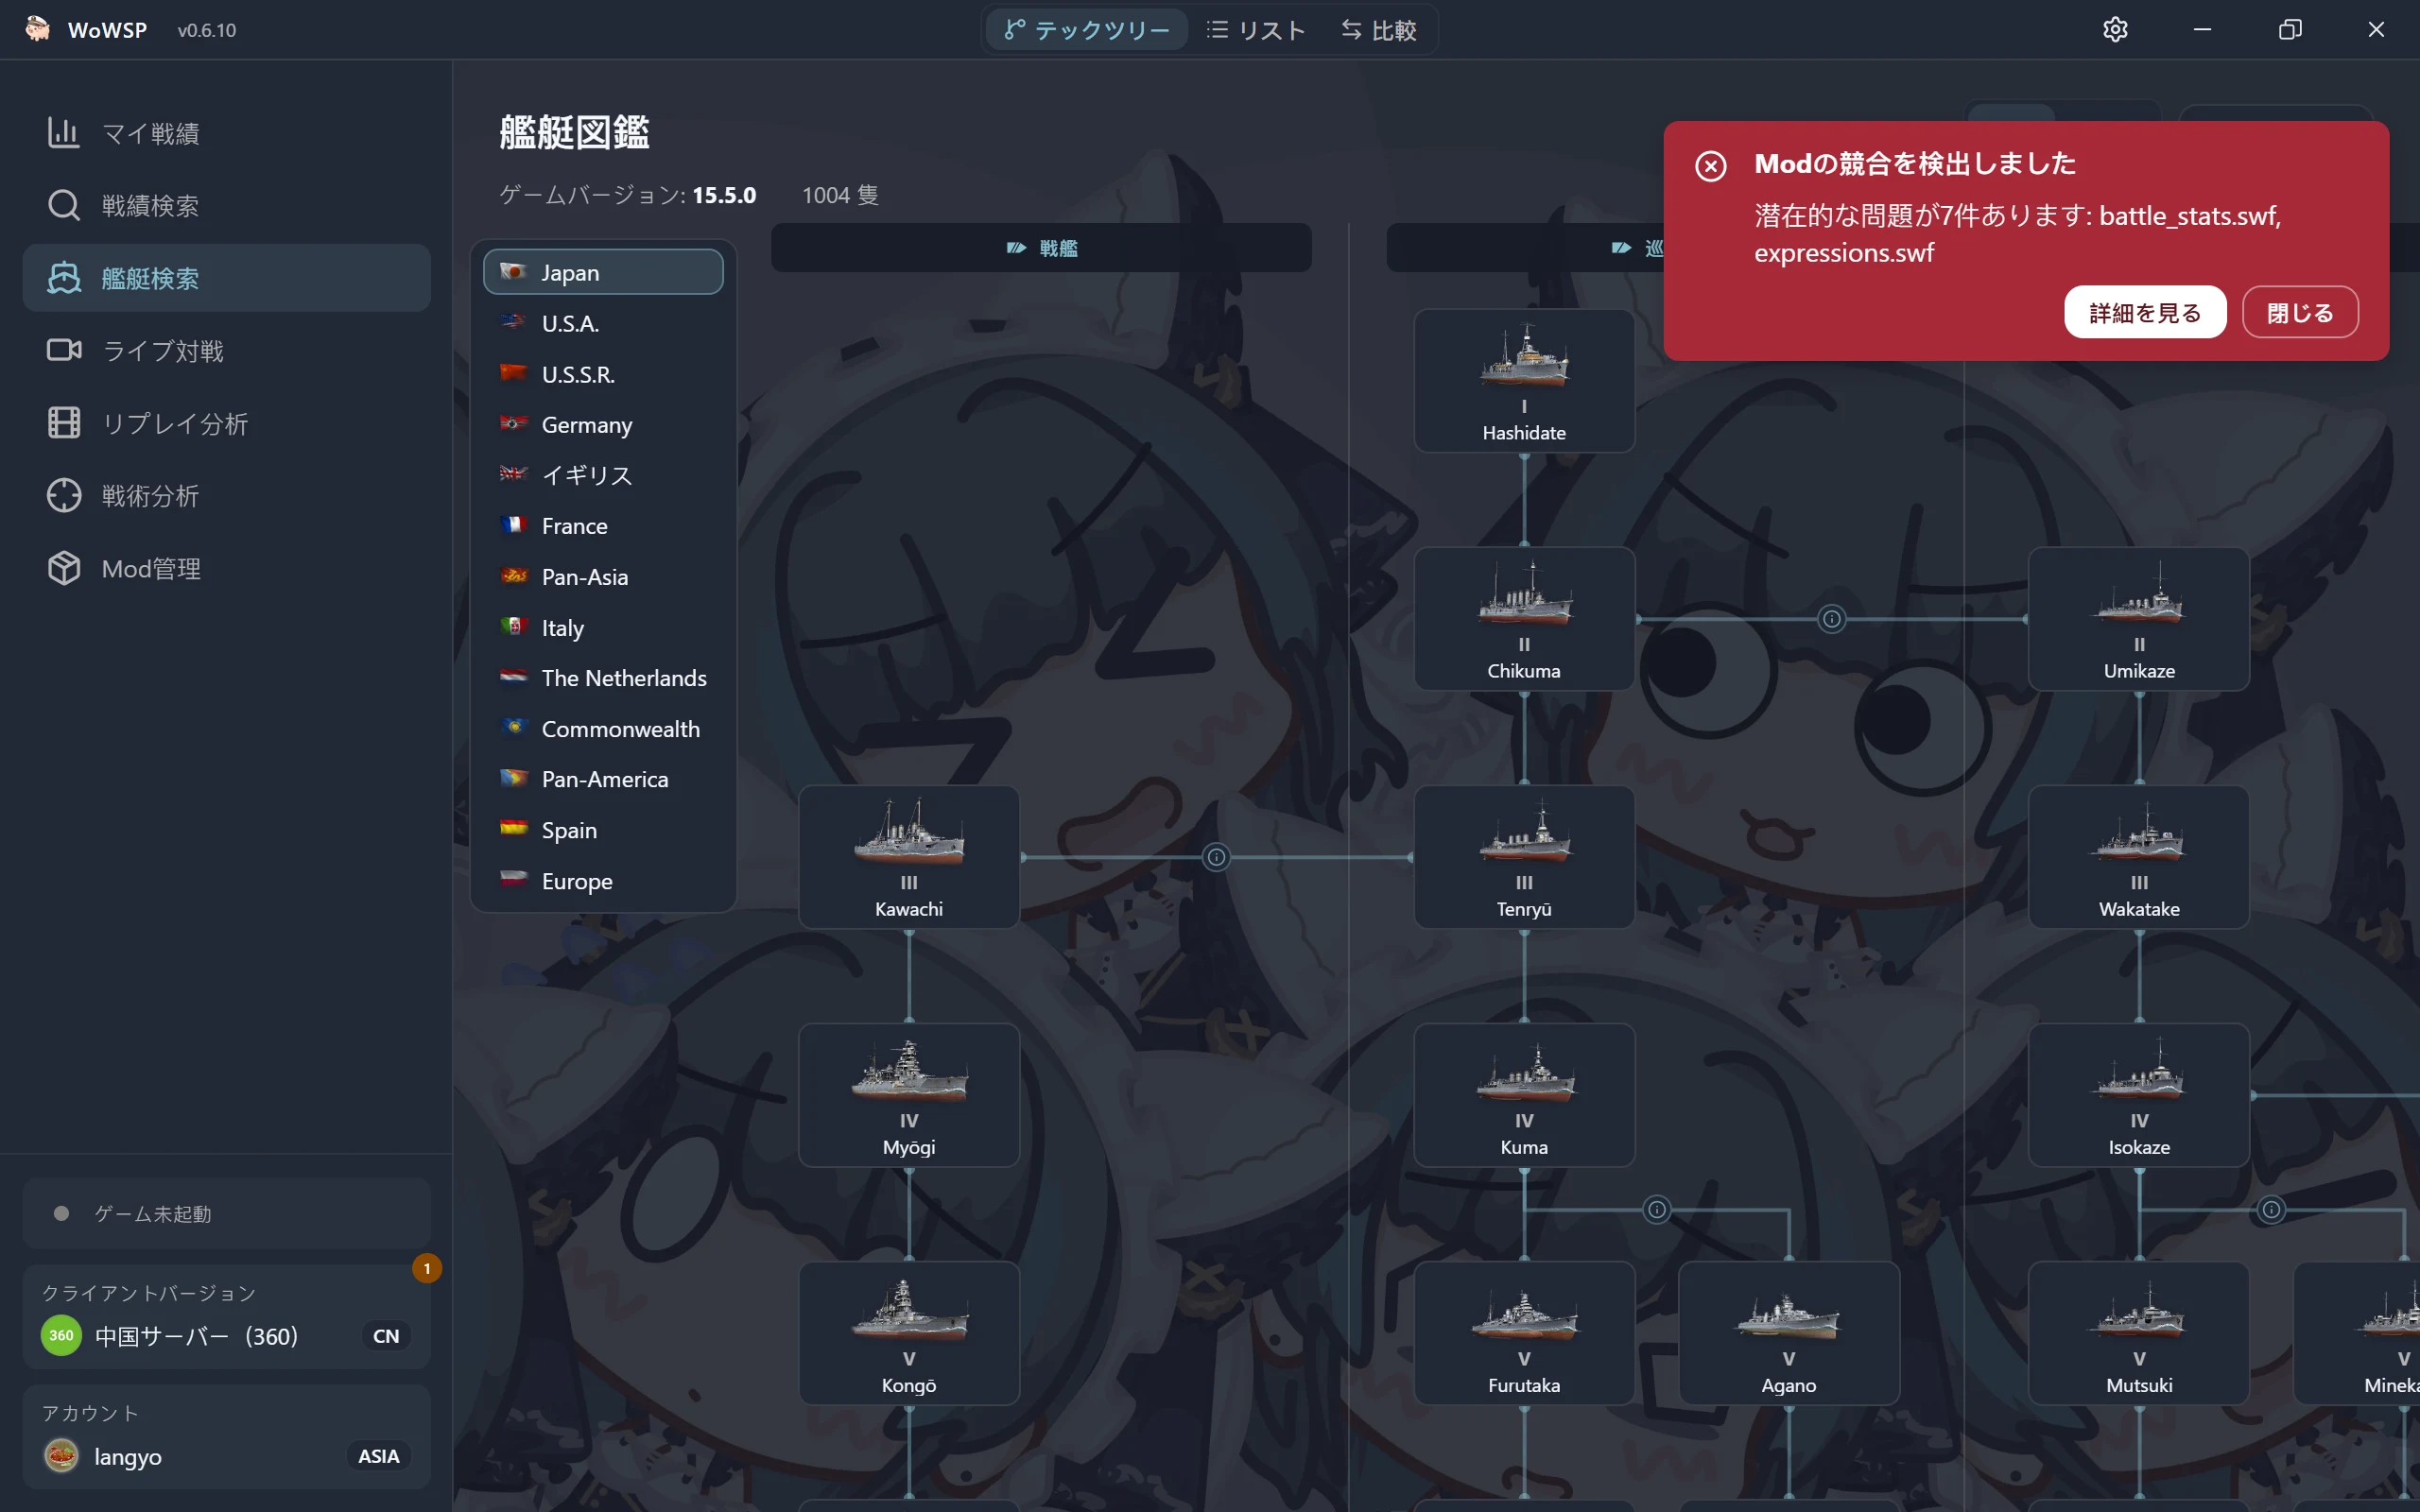 WoWSP v0.6.10
テックツリー
リスト
比較
マイ戦績
戦績検索
艦艇検索
ライブ対戦
リプレイ分析
戦術分析
Mod管理
ゲーム未起動
1
クライアントバージョン
360 中国サーバー（360） CN
アカウント
langyo ASIA
艦艇図鑑
ゲームバージョン: 15.5.0 1004 隻
Japan
U.S.A.
U.S.S.R.
Germany
イギリス
France
Pan-Asia
Italy
The Netherlands
Commonwealth
Pan-America
Spain
Europe
Modの競合を検出しました
潜在的な問題が7件あります: battle_stats.swf,
expressions.swf
詳細を見る
閉じる
戦艦
III
Kawachi
IV
Myōgi
V
Kongō
巡
I
Hashidate
II
Chikuma
III
Tenryū
IV
Kuma
V
Furutaka
V
Agano
II
Umikaze
III
Wakatake
IV
Isokaze
V
Mutsuki
V